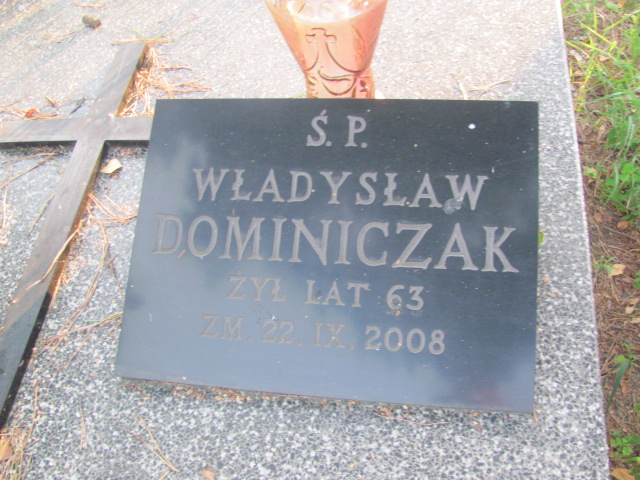 Ś. P.
WŁADYSŁAW
DOMINICZAK
ŻYŁ LAT 63
ZM. 22. IX. 2008